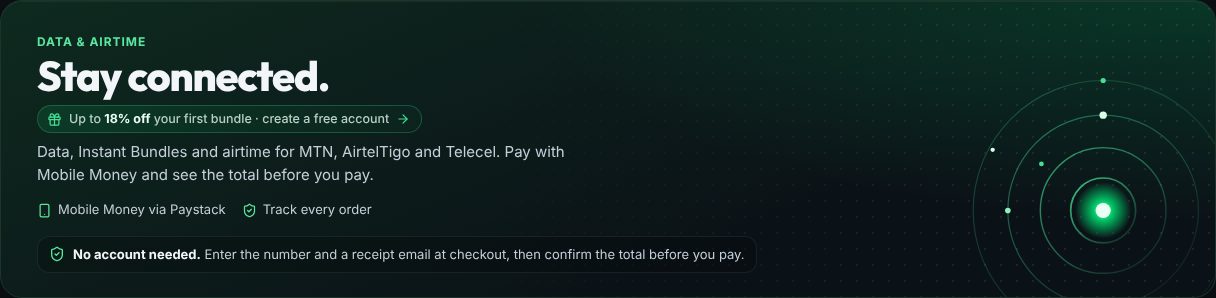 DATA & AIRTIME
Stay connected.
Up to 18% off your first bundle · create a free account →
Data, Instant Bundles and airtime for MTN, AirtelTigo and Telecel. Pay with
Mobile Money and see the total before you pay.
Mobile Money via Paystack Track every order
No account needed. Enter the number and a receipt email at checkout, then confirm the total before you pay.